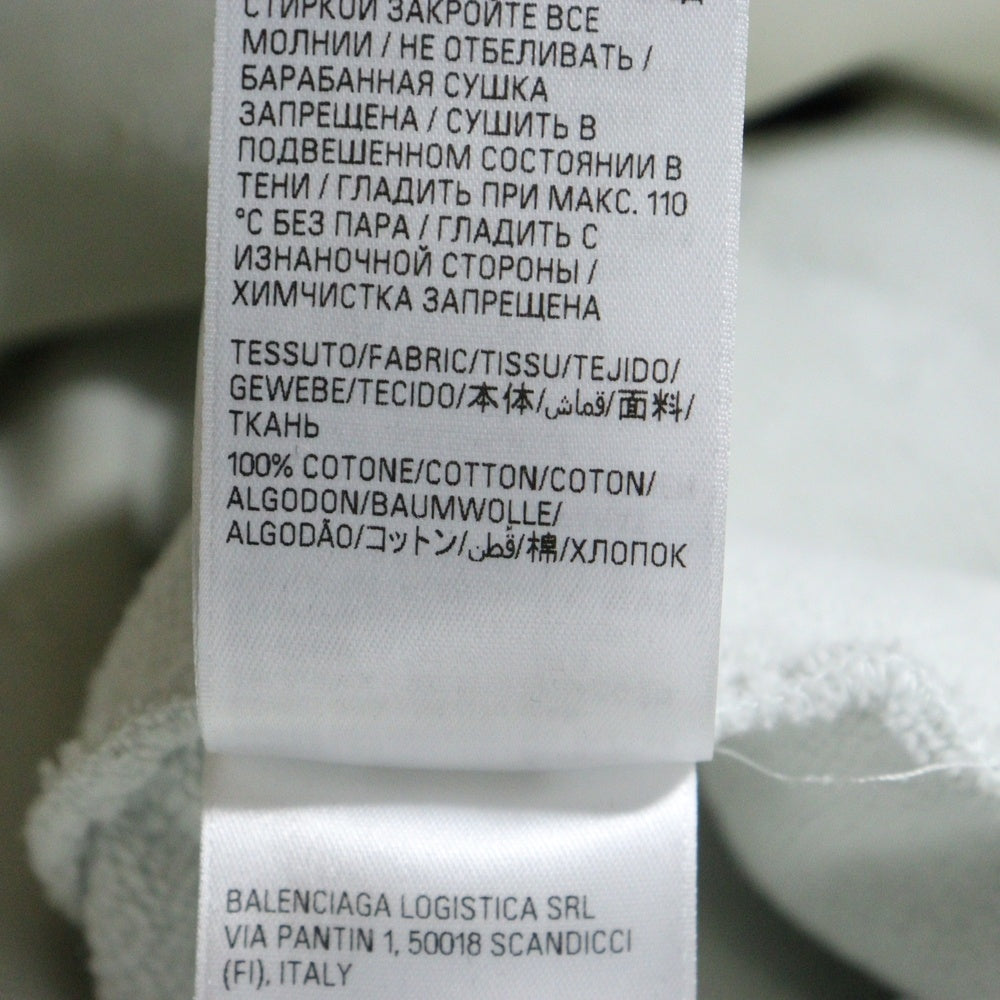 СТИРКОЙ ЗАКРОЙТЕ ВСЕ
МОЛНИИ / НЕ ОТБЕЛИВАТЬ /
БАРАБАННАЯ СУШКА
ЗАПРЕЩЕНА / СУШИТЬ В
ПОДВЕШЕННОМ СОСТОЯНИИ В
ТЕНИ / ГЛАДИТЬ ПРИ МАКС. 110
°C БЕЗ ПАРА / ГЛАДИТЬ С
ИЗНАНОЧНОЙ СТОРОНЫ /
ХИМЧИСТКА ЗАПРЕЩЕНА
TESSUTO/FABRIC/TISSU/TEJIDO/
GEWEBE/TECIDO/本体/قماش/面料/
ТКАНЬ
100% COTONE/COTTON/COTON/
ALGODON/BAUMWOLLE/
ALGODÃO/コットン/قُطن/棉/ХЛОПОК
BALENCIAGA LOGISTICA SRL
VIA PANTIN 1, 50018 SCANDICCI
(FI), ITALY